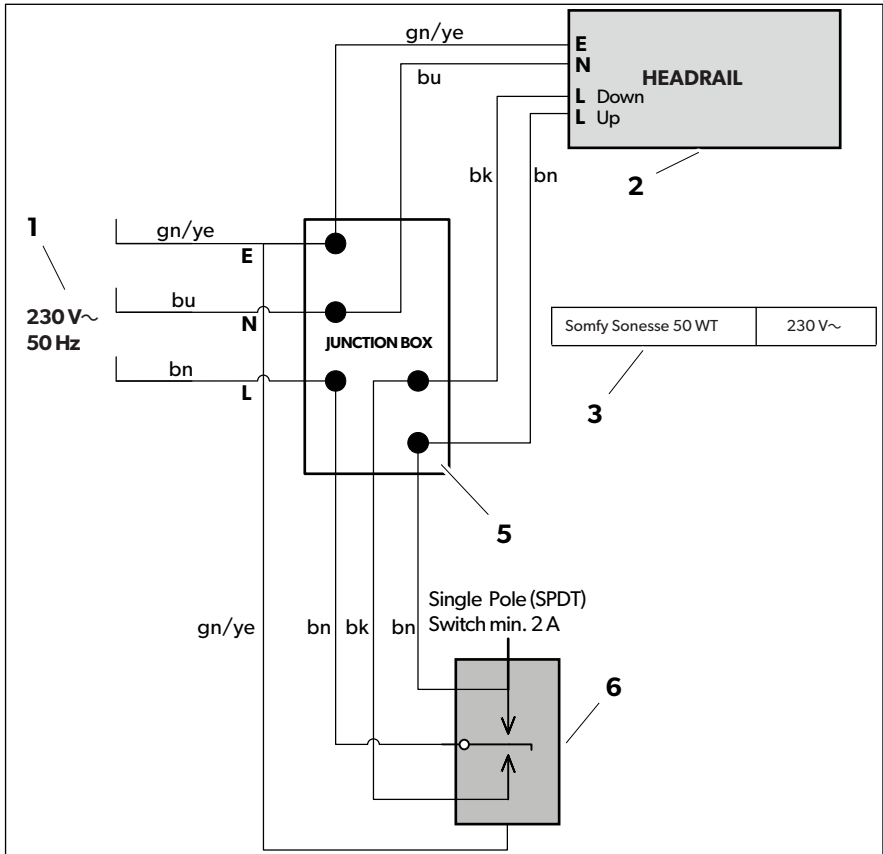 gn/ye
E
N
bu
HEADRAIL
L Down
L Up
bk
bn
2
1
gn/ye
E
bu
N
230 V~
50 Hz
JUNCTION BOX
bn
L
Somfy Sonesse 50 WT 230 V~
3
5
Single Pole (SPDT)
Switch min. 2 A
gn/ye
bn
bk
bn
6